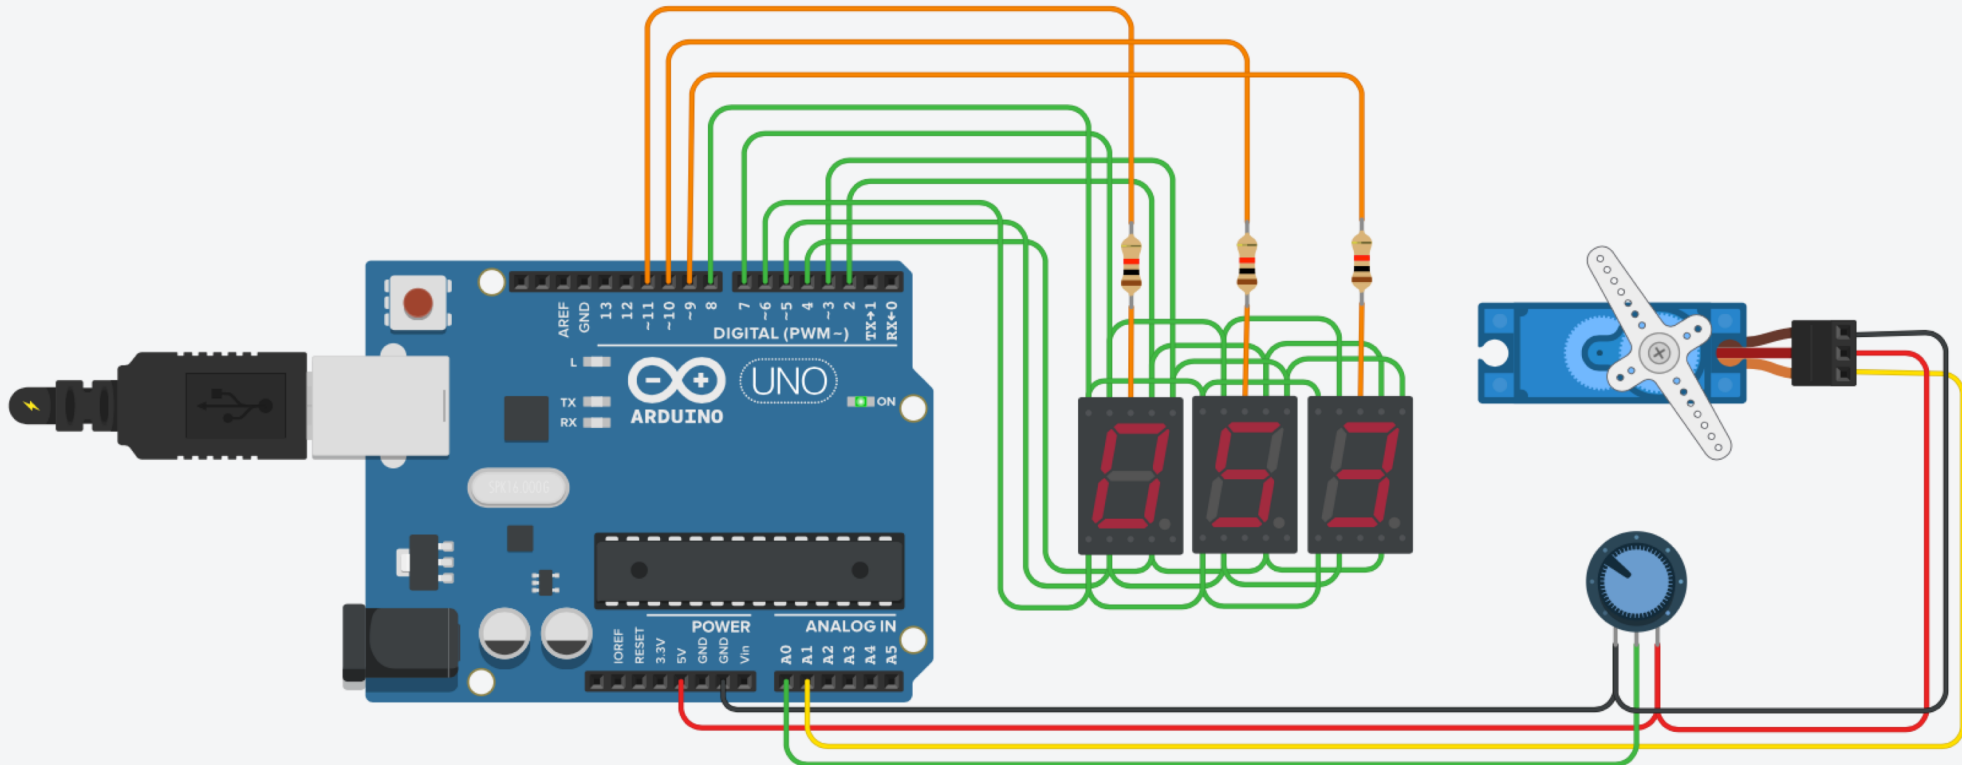 AREF
GND
13
12
~11
~10
~9
8
7
~6
~5
4
~3
2
TX→1
RX←0
DIGITAL (PWM~)
L
TX
RX
ARDUINO
UNO
ON
053
POWER
ANALOG IN
IOREF
RESET
3.3V
5V
GND
GND
Vin
A0
A1
A2
A3
A4
A5